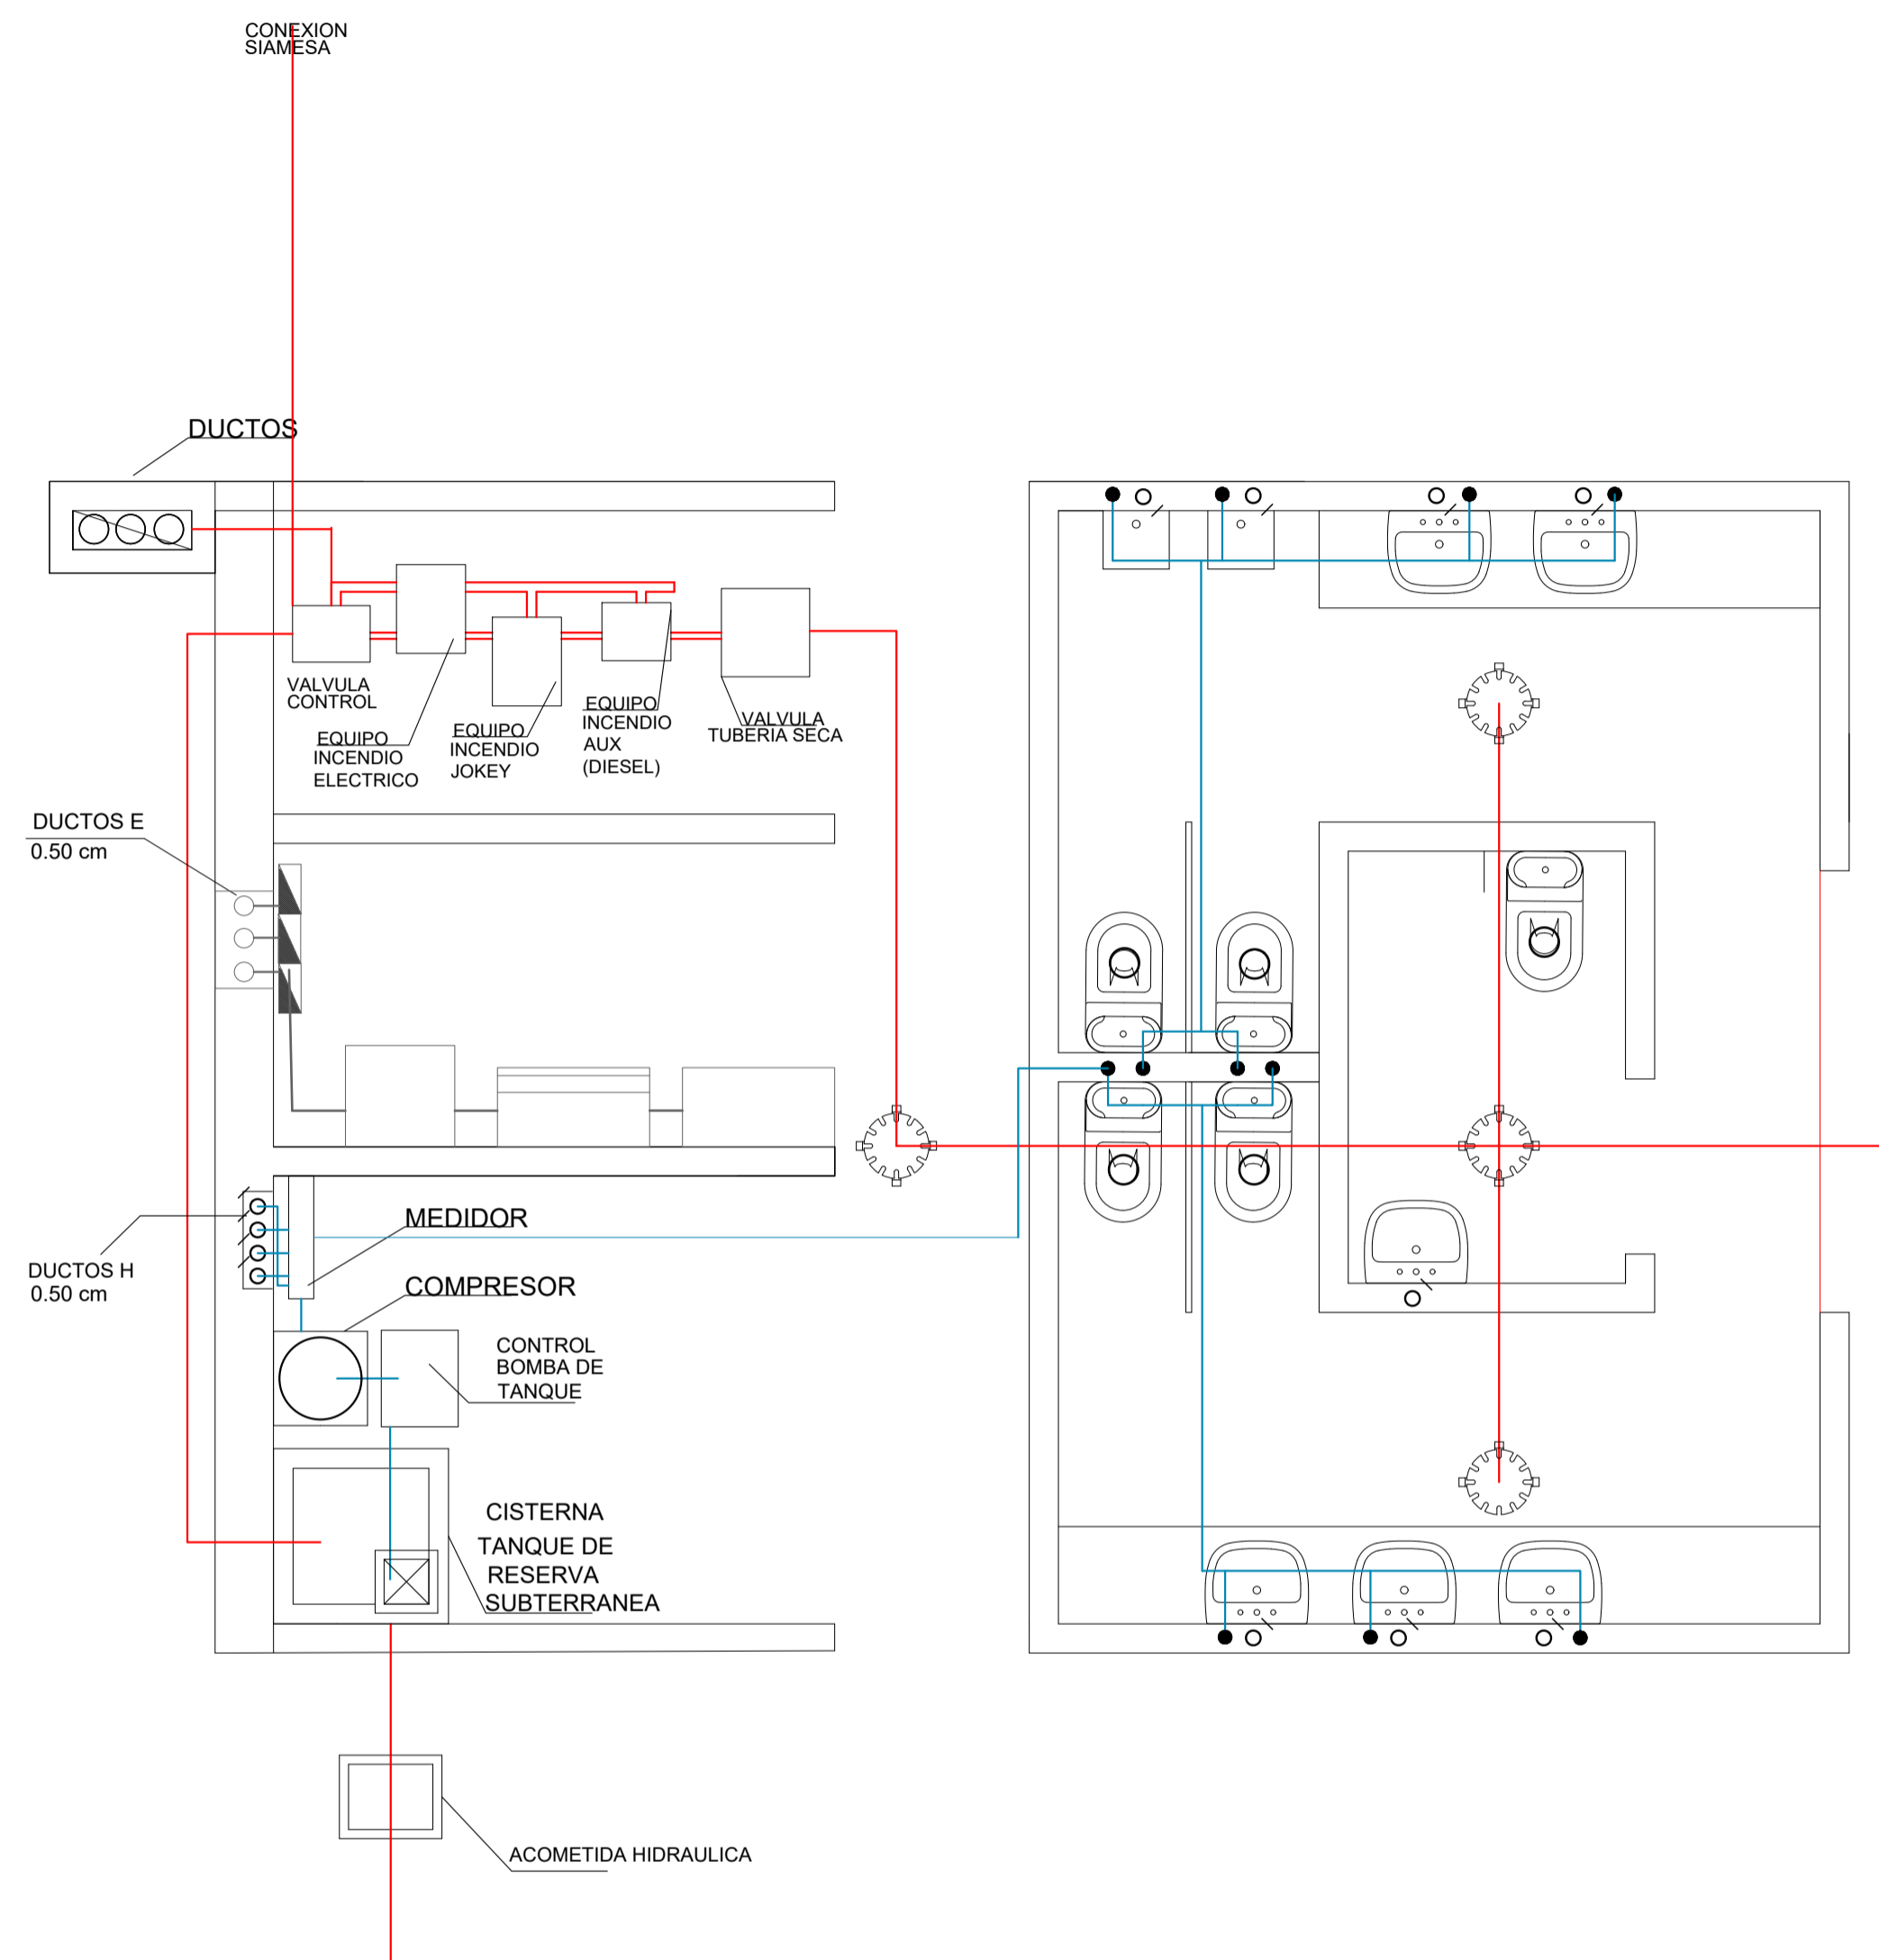 CONEXION
SIAMESA
DUCTOS
VALVULA
CONTROL
EQUIPO
INCENDIO
ELECTRICO
EQUIPO
INCENDIO
JOKEY
EQUIPO
INCENDIO
AUX
(DIESEL)
VALVULA
TUBERIA SECA
DUCTOS E
0.50 cm
MEDIDOR
DUCTOS H
0.50 cm
COMPRESOR
CONTROL
BOMBA DE
TANQUE
CISTERNA
TANQUE DE
RESERVA
SUBTERRANEA
ACOMETIDA HIDRAULICA